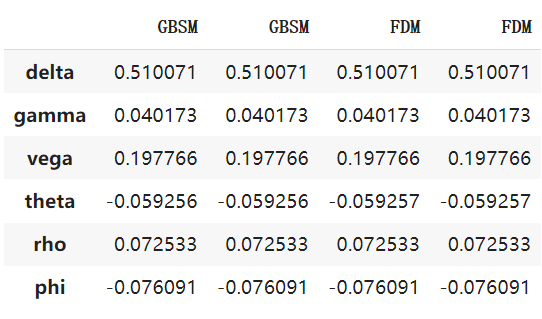 GBSM GBSM FDM FDM
delta 0.510071 0.510071 0.510071 0.510071
gamma 0.040173 0.040173 0.040173 0.040173
vega 0.197766 0.197766 0.197766 0.197766
theta -0.059256 -0.059256 -0.059257 -0.059257
rho 0.072533 0.072533 0.072533 0.072533
phi -0.076091 -0.076091 -0.076091 -0.076091